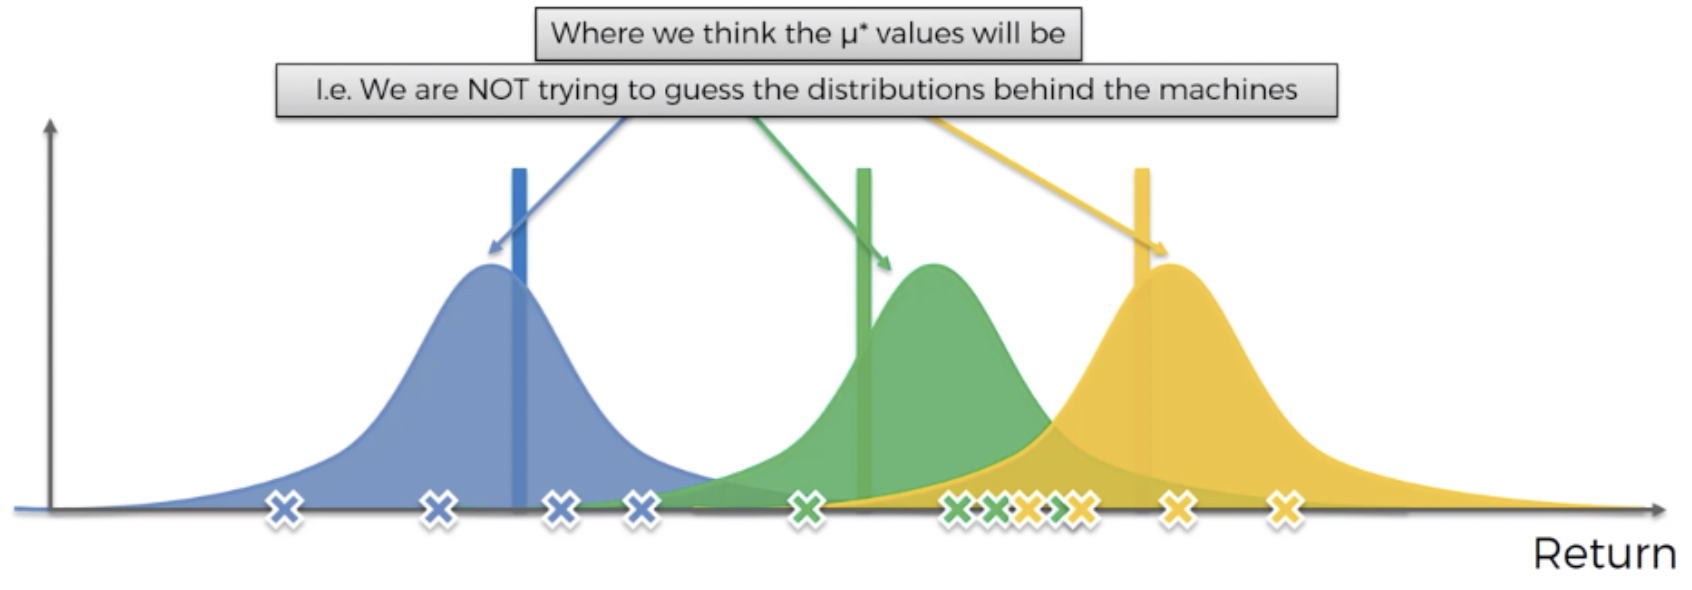 Where we think the μ* values will be
I.e. We are NOT trying to guess the distributions behind the machines
Return